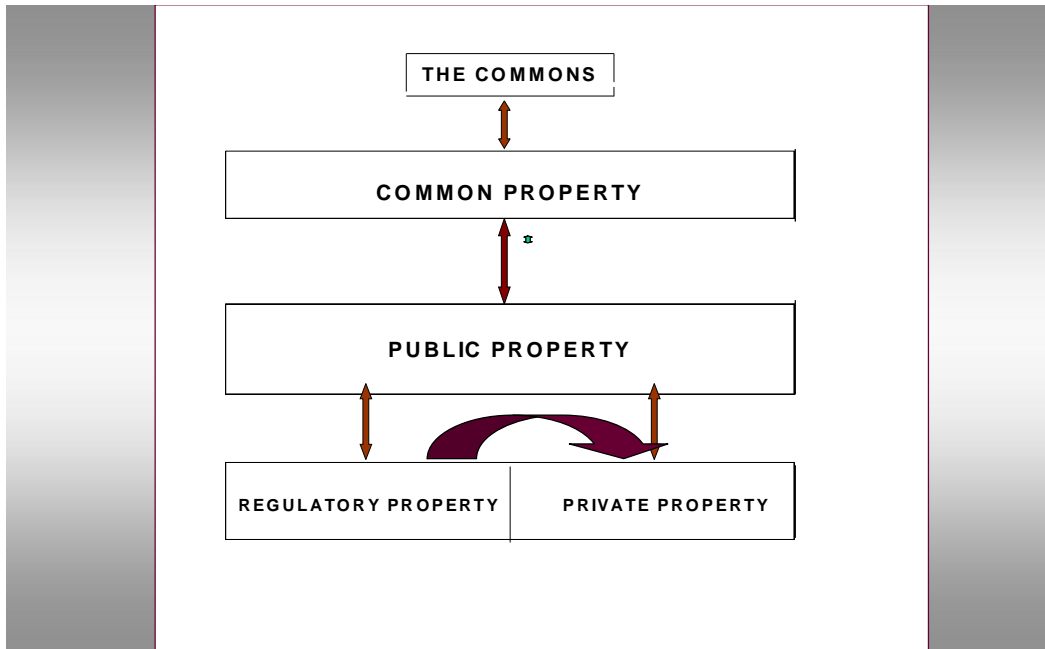 THE COMMONS
COMMON PROPERTY
PUBLIC PROPERTY
REGULATORY PROPERTY
PRIVATE PROPERTY